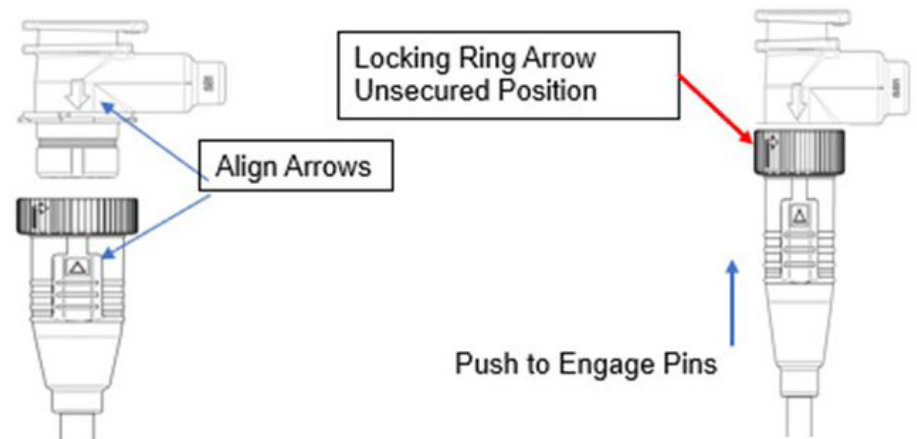 Locking Ring Arrow
Unsecured Position
Align Arrows
Push to Engage Pins